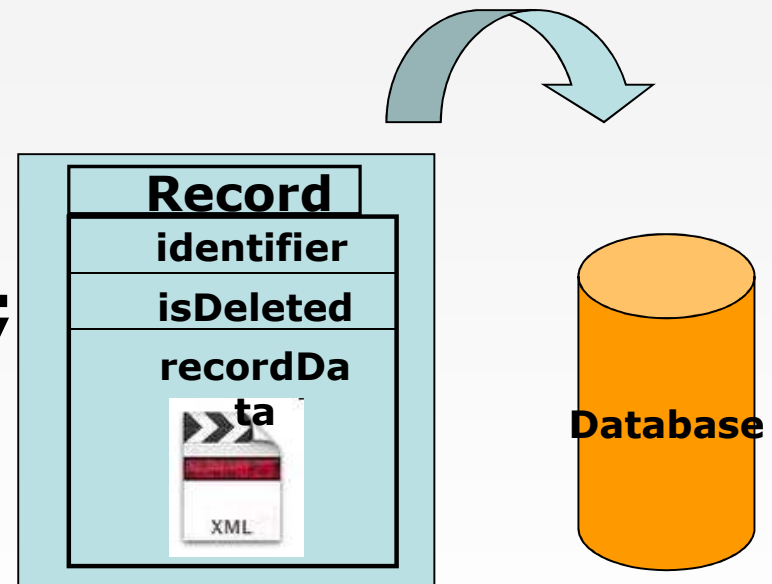 Record
identifier
isDeleted
recordDa
ta
XML
Database
;